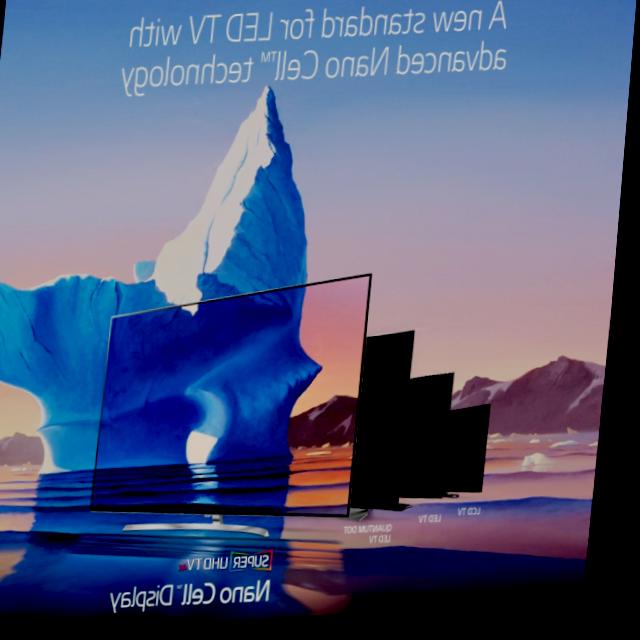 A new standard for LED TV with
advanced Nano Cell™ technology
LCD TV
LED TV
QUANTUM DOT
LED TV
SUPER UHD TV
Nano Cell™ Display